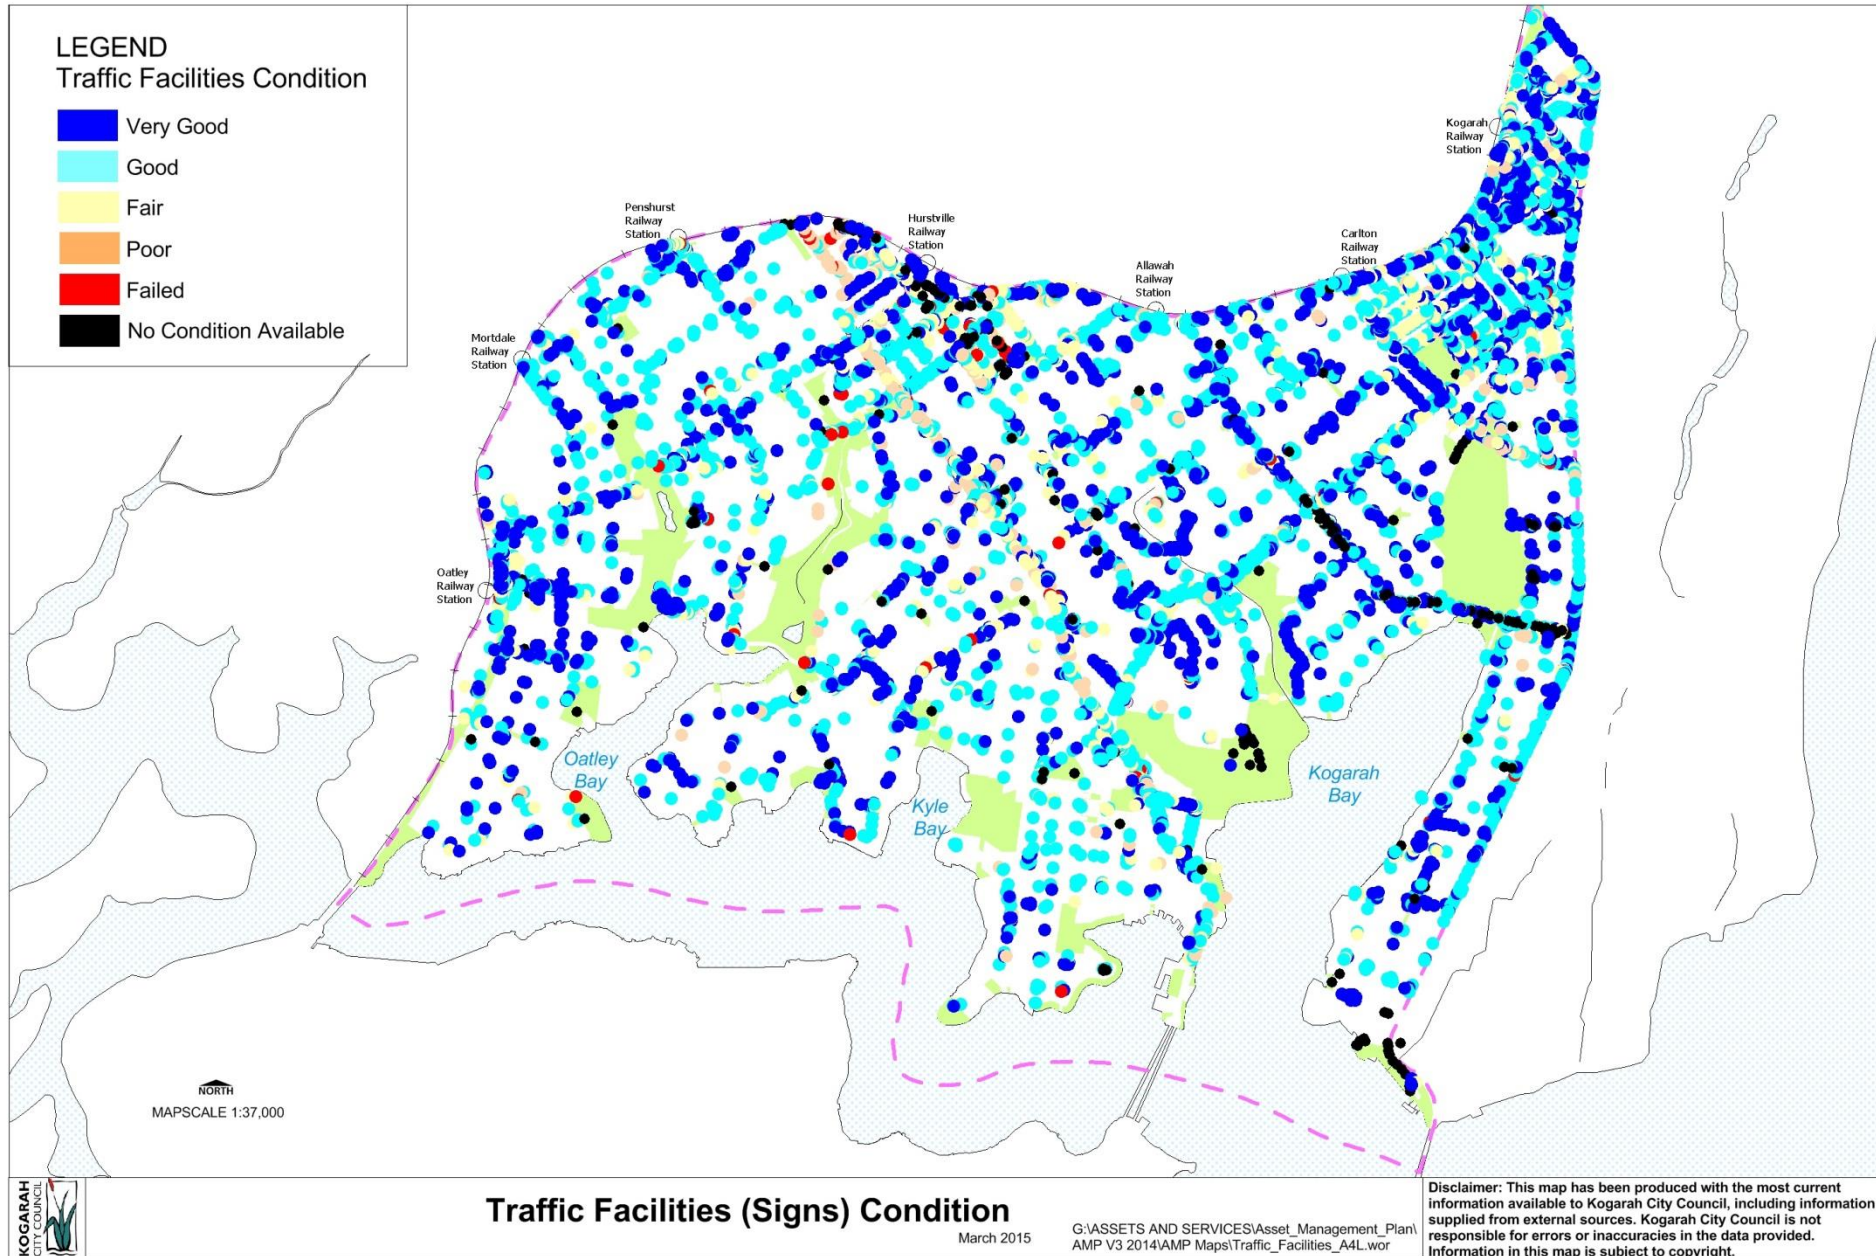 LEGEND
Traffic Facilities Condition
Very Good
Good
Fair
Poor
Failed
No Condition Available
Kogarah
Railway
Station
Penshurst
Railway
Station
Hurstville
Railway
Station
Carlton
Railway
Station
Allawah
Railway
Station
Mortdale
Railway
Station
Oatley
Railway
Station
Oatley
Bay
Kyle
Bay
Kogarah
Bay
NORTH
MAPSCALE 1:37,000
KOGARAH
CITY COUNCIL
Traffic Facilities (Signs) Condition
March 2015
G:\ASSETS AND SERVICES\Asset_Management_Plan\
AMP V3 2014\AMP Maps\Traffic_Facilities_A4L.wor
Disclaimer: This map has been produced with the most current
information available to Kogarah City Council, including information
supplied from external sources. Kogarah City Council is not
responsible for errors or inaccuracies in the data provided.
Information in this map is subject to copyright.